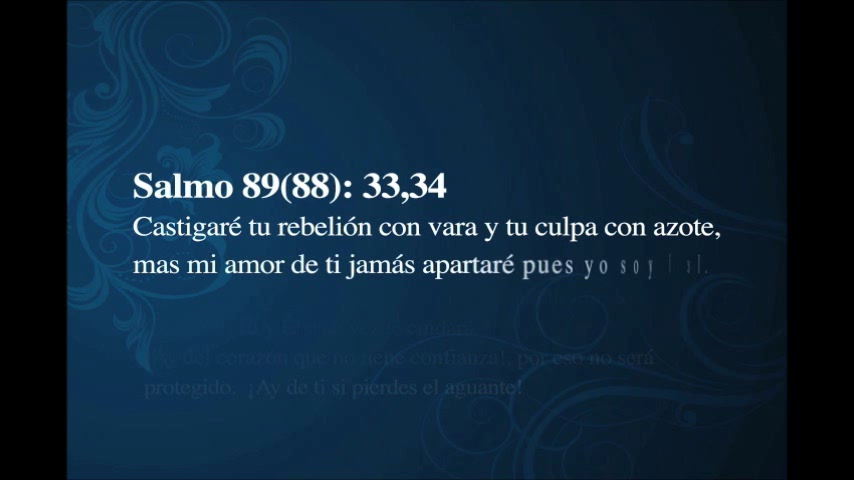 Salmo 89(88): 33,34
Castigaré tu rebelión con vara y tu culpa con azote,
mas mi amor de ti jamás apartaré pues yo soy
del corazón que no tiene confianza!, por eso no será
protegido. ¡Ay de ti si pierdes el aguante!